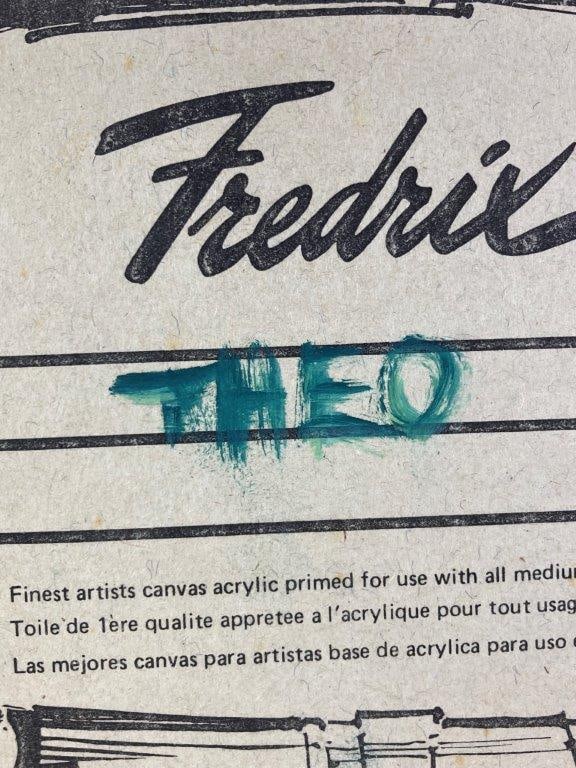 Fredrix
THEO
Finest artists canvas acrylic primed for use with all
Toile de 1ère qualite appretee a l'acrylique pour tout
Las mejores canvas para artistas base de acrylica para uso